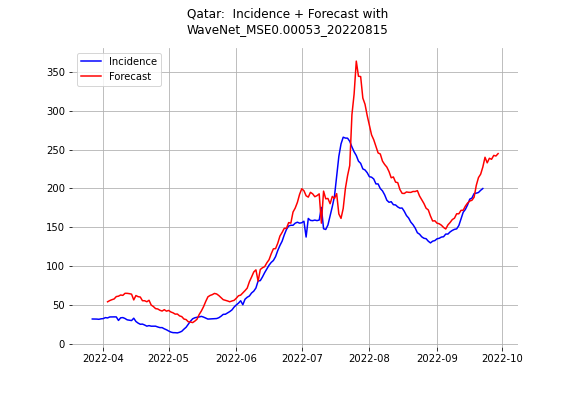 Qatar:  Incidence + Forecast with
WaveNet_MSE0.00053_20220815
Incidence
Forecast
350
300
250
200
150
100
50
0
2022-04 2022-05 2022-06 2022-07 2022-08 2022-09 2022-10